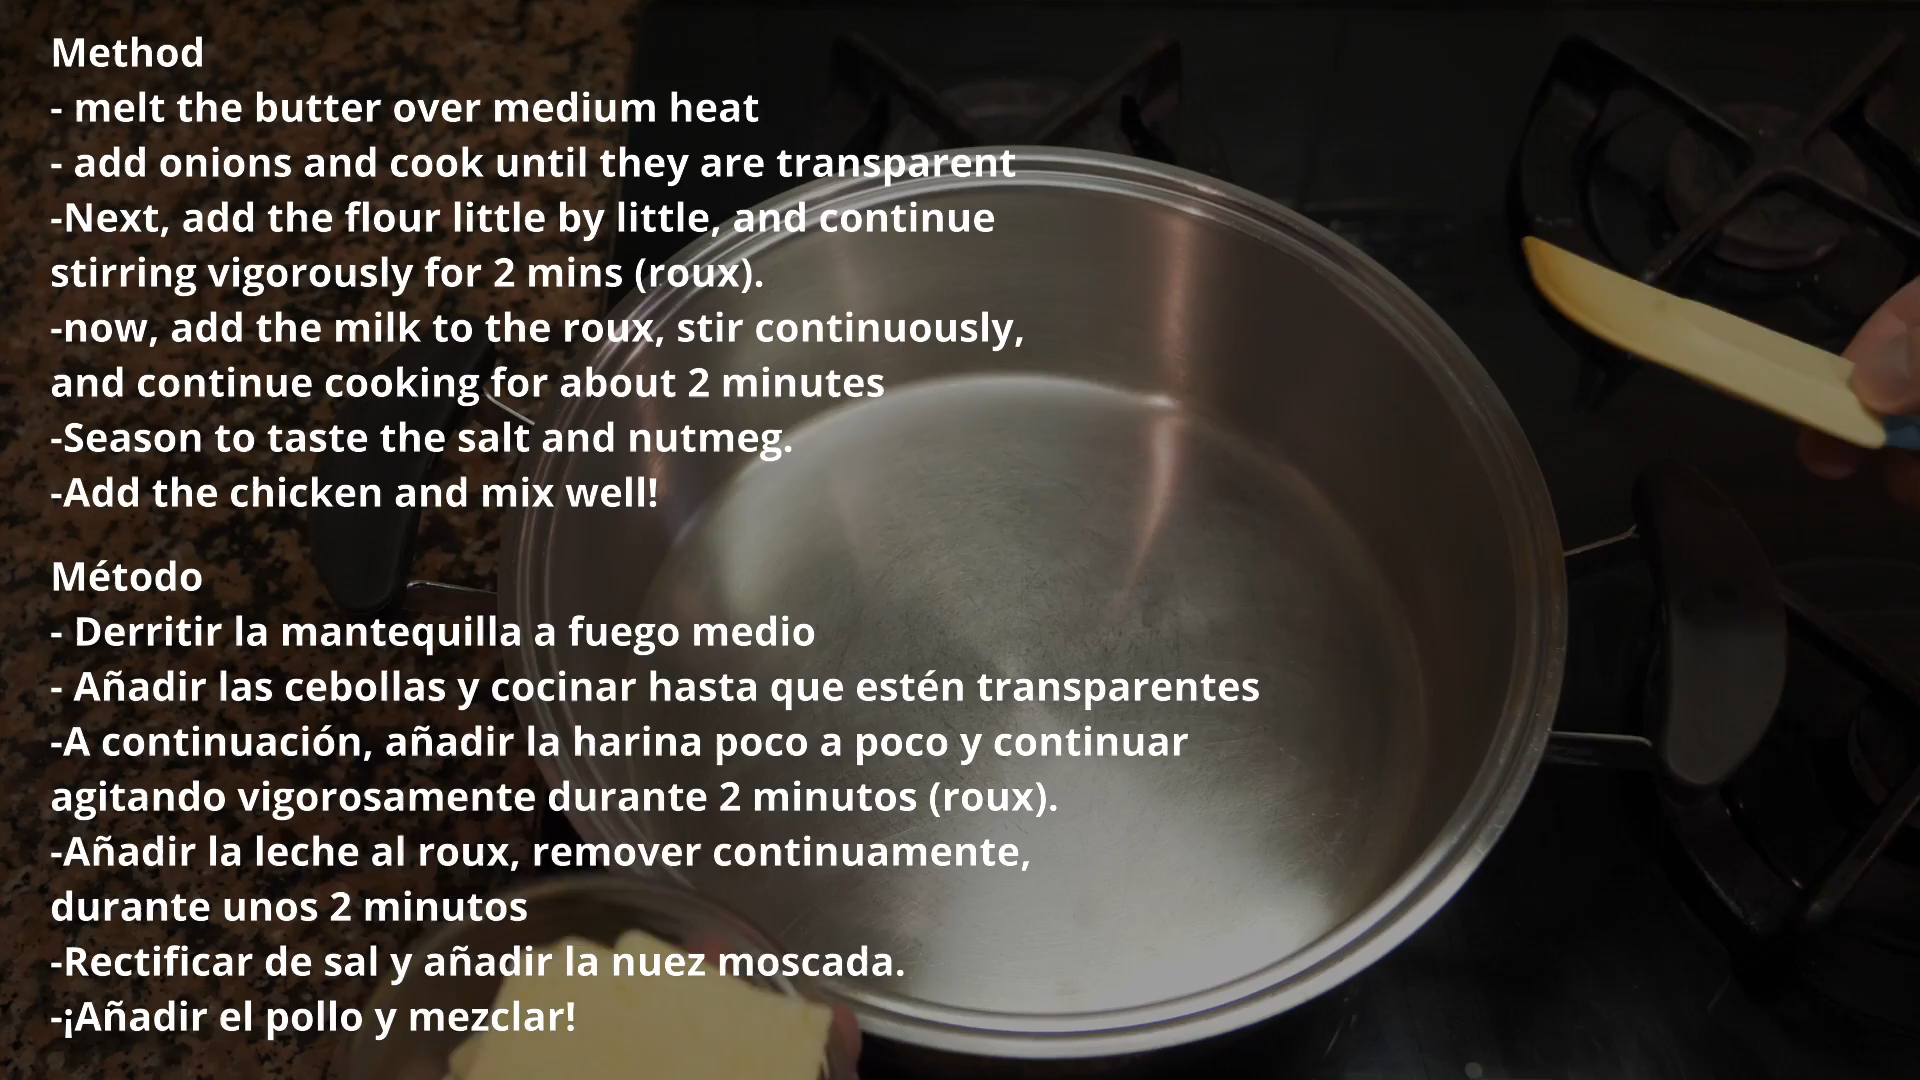 Method
- melt the butter over medium heat
- add onions and cook until they are transparent
-Next, add the flour little by little, and continue
stirring vigorously for 2 mins (roux).
-now, add the milk to the roux, stir continuously,
and continue cooking for about 2 minutes
-Season to taste the salt and nutmeg.
-Add the chicken and mix well!
Método
- Derritir la mantequilla a fuego medio
- Añadir las cebollas y cocinar hasta que estén transparentes
-A continuación, añadir la harina poco a poco y continuar
agitando vigorosamente durante 2 minutos (roux).
-Añadir la leche al roux, remover continuamente,
durante unos 2 minutos
-Rectificar de sal y añadir la nuez moscada.
-¡Añadir el pollo y mezclar!